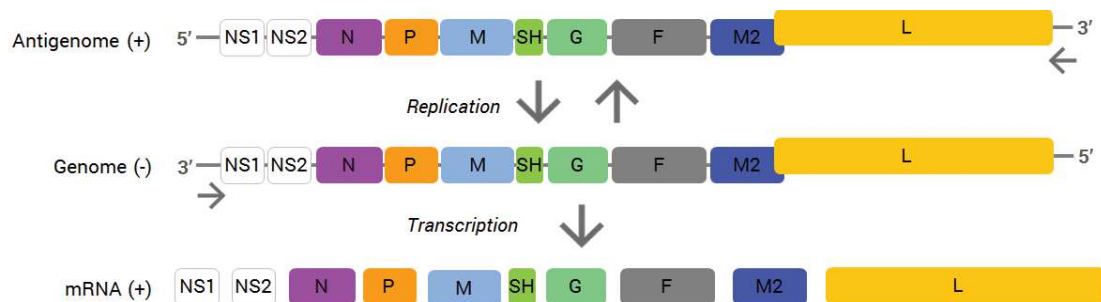 Antigenome (+) 5′ NS1 NS2 N P M SH G F M2 L 3′
Replication
Genome (-) 3′ NS1 NS2 N P M SH G F M2 L 5′
Transcription
mRNA (+) NS1 NS2 N P M SH G F M2 L